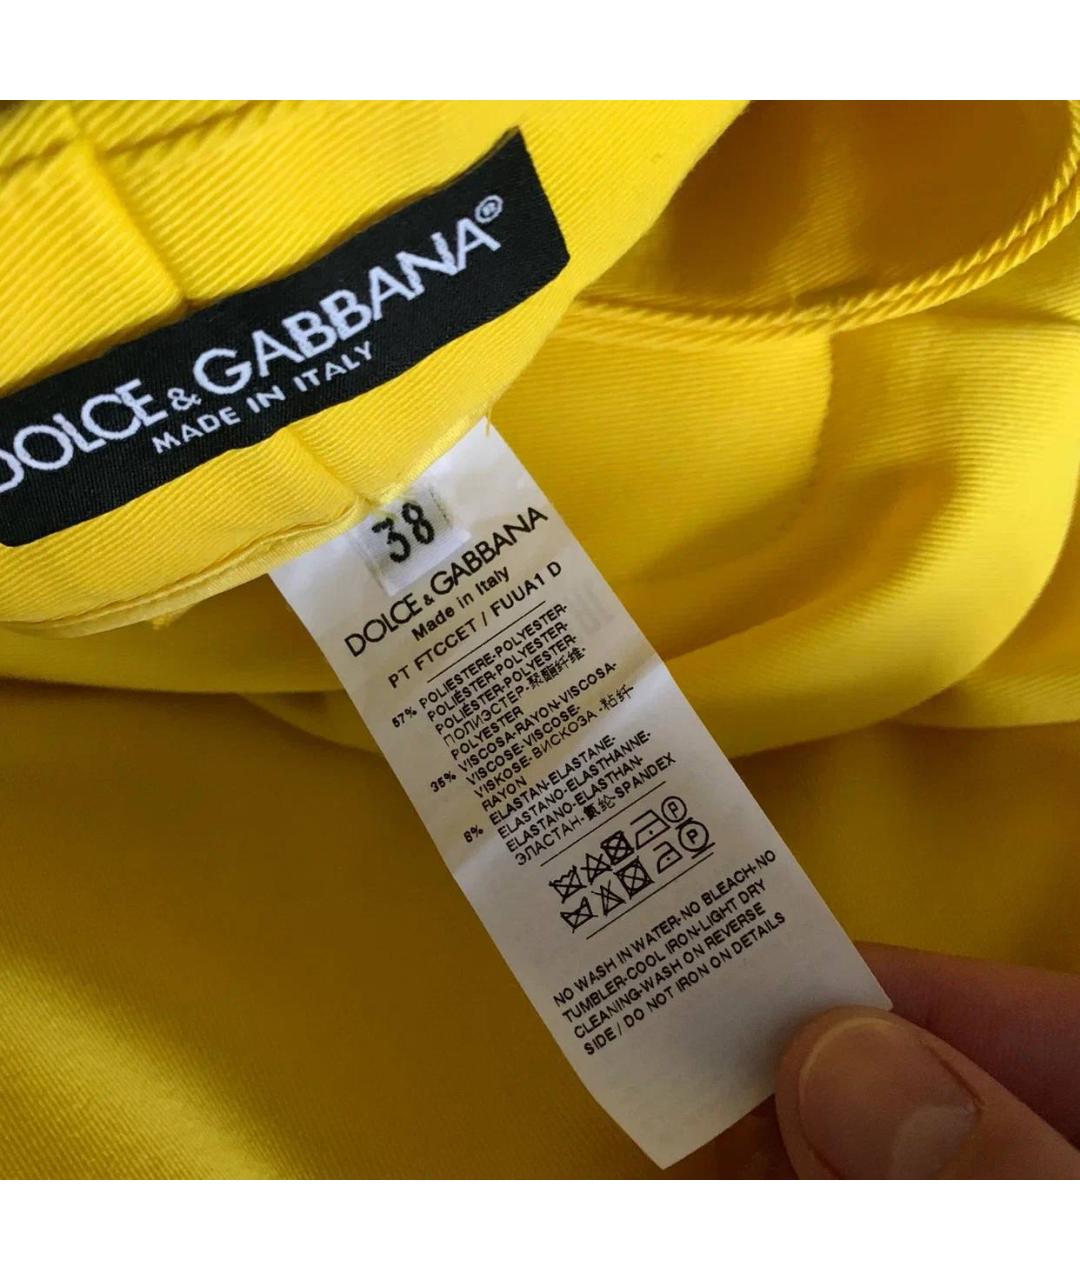 DOLCE & GABBANA®
MADE IN ITALY
38
DOLCE & GABBANA
Made in Italy
PT FTCCET / FUUA1 D
57% POLIESTERE-POLYESTER-
POLIÉSTER-POLYESTER-
POLIÉSTER-POLYESTER-
ПОЛИЭСТЕР-聚酯纤维-
POLYESTER
35% VISCOSA-RAYON-VISCOSA-
VISCOSE-VISCOSE-
VISKOSE-ВИСКОЗА-粘纤
RAYON
8% ELASTAN-ELASTANE-
ELASTANO-ELASTHANNE-
ELASTANO-ELASTHAN-
ЭЛАСТАН-氨纶-SPANDEX
P
P
NO WASH IN WATER-NO BLEACH-NO
TUMBLER-COOL IRON-LIGHT DRY
CLEANING-WASH ON REVERSE
SIDE / DO NOT IRON ON DETAILS